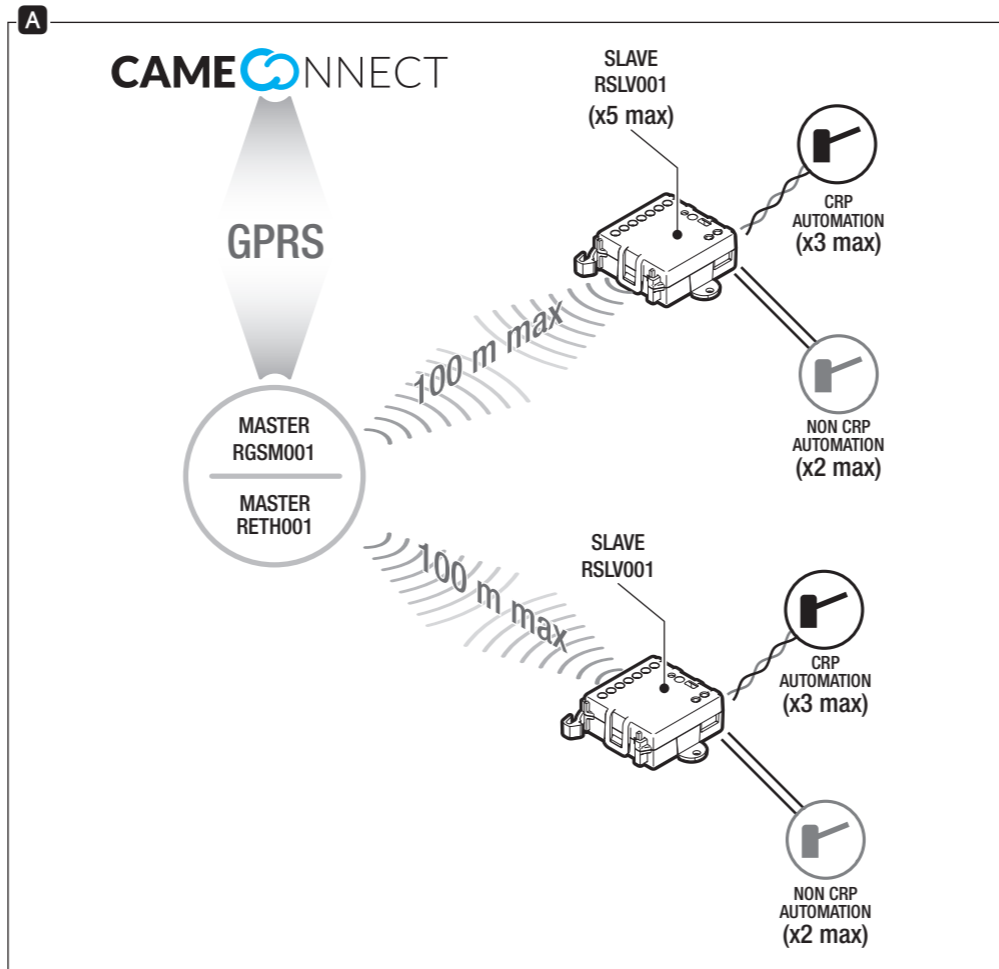 A
CAMECONNECT
GPRS
MASTER
RGSM001
MASTER
RETH001
100 m max
SLAVE
RSLV001
(x5 max)
CRP
AUTOMATION
(x3 max)
NON CRP
AUTOMATION
(x2 max)
100 m max
SLAVE
RSLV001
CRP
AUTOMATION
(x3 max)
NON CRP
AUTOMATION
(x2 max)